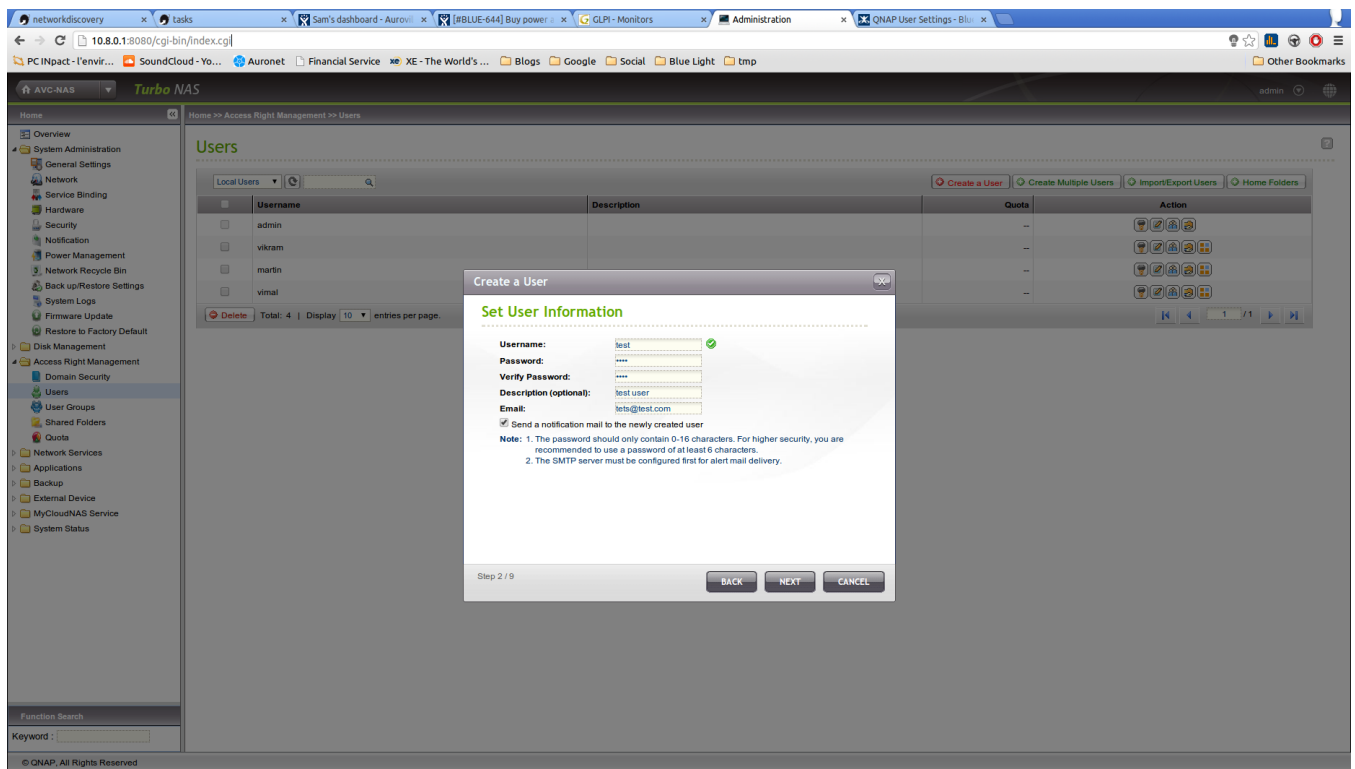 networkdiscovery
tasks
Sam's dashboard - Aurovil
[#BLUE-644] Buy power a
GLPI - Monitors
Administration
QNAP User Settings - Blu
10.8.0.1:8080/cgi-bin/index.cgi
PC INpact - l'envir...
SoundCloud - Yo...
Auronet
Financial Service
XE - The World's ...
Blogs
Google
Social
Blue Light
tmp
Other Bookmarks
AVC-NAS
Turbo NAS
admin
Home
Home >> Access Right Management >> Users
Overview
System Administration
General Settings
Network
Service Binding
Hardware
Security
Notification
Power Management
Network Recycle Bin
Back up/Restore Settings
System Logs
Firmware Update
Restore to Factory Default
Disk Management
Access Right Management
Domain Security
Users
User Groups
Shared Folders
Quota
Network Services
Applications
Backup
External Device
MyCloudNAS Service
System Status
Function Search
Keyword :
© QNAP, All Rights Reserved
Users
Local Users
Create a User
Create Multiple Users
Import/Export Users
Home Folders
Username Description Quota Action
admin --
vikram --
martin --
vimal --
Delete Total: 4 | Display 10 entries per page.
1 /1
Create a User
Set User Information
Username: test
Password: ••••
Verify Password: ••••
Description (optional): test user
Email: tets@test.com
Send a notification mail to the newly created user
Note: 1. The password should only contain 0-16 characters. For higher security, you are
recommended to use a password of at least 6 characters.
2. The SMTP server must be configured first for alert mail delivery.
Step 2 / 9
BACK
NEXT
CANCEL